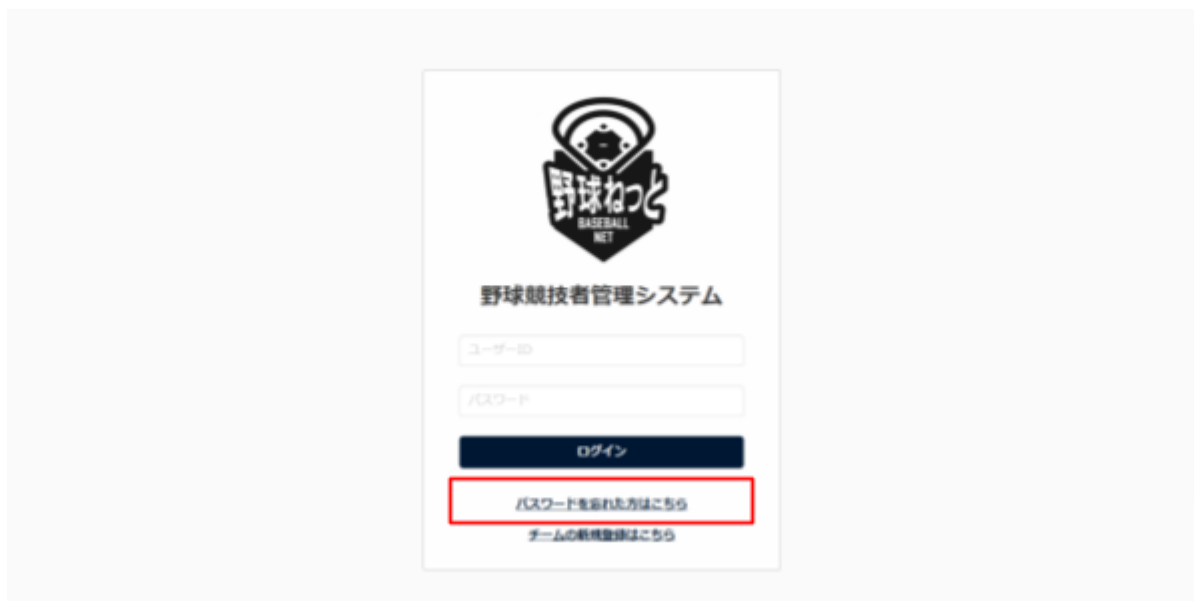 野球ねっと
BASEBALL
NET
野球競技者管理システム
ユーザーID
パスワード
ログイン
パスワードを忘れた方はこちら
チームの新規登録はこちら